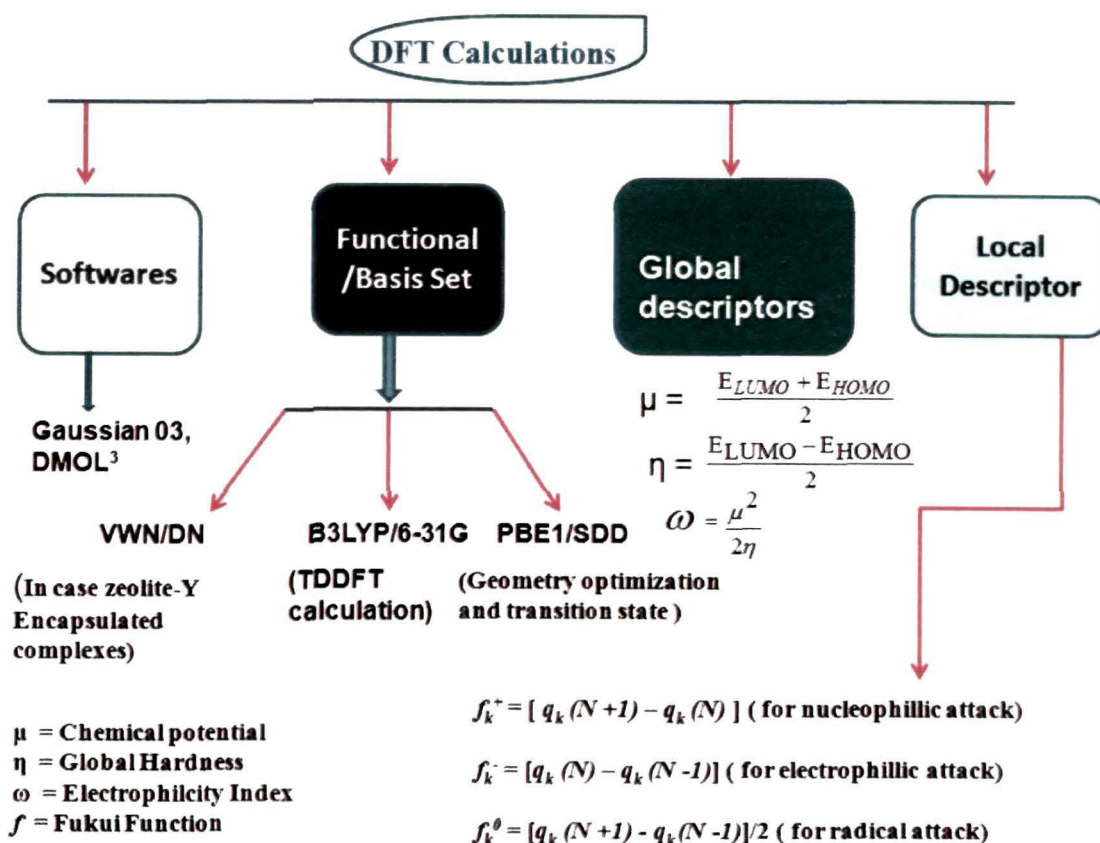 DFT Calculations
Softwares
Functional
/Basis Set
Global
descriptors
Local
Descriptor
Gaussian 03,
DMOL³
VWN/DN
(In case zeolite-Y
Encapsulated
complexes)
B3LYP/6-31G
(TDDFT
calculation)
PBE1/SDD
(Geometry optimization
and transition state )
μ = (E_LUMO + E_HOMO)/2
η = (E_LUMO – E_HOMO)/2
ω = μ²/2η
μ = Chemical potential
η = Global Hardness
ω = Electrophilcity Index
f = Fukui Function
f_k⁺ = [ q_k (N +1) – q_k (N) ] ( for nucleophillic attack)
f_k⁻ = [q_k (N) – q_k (N -1)] ( for electrophillic attack)
f_k⁰ = [q_k (N +1) - q_k (N -1)]/2 ( for radical attack)